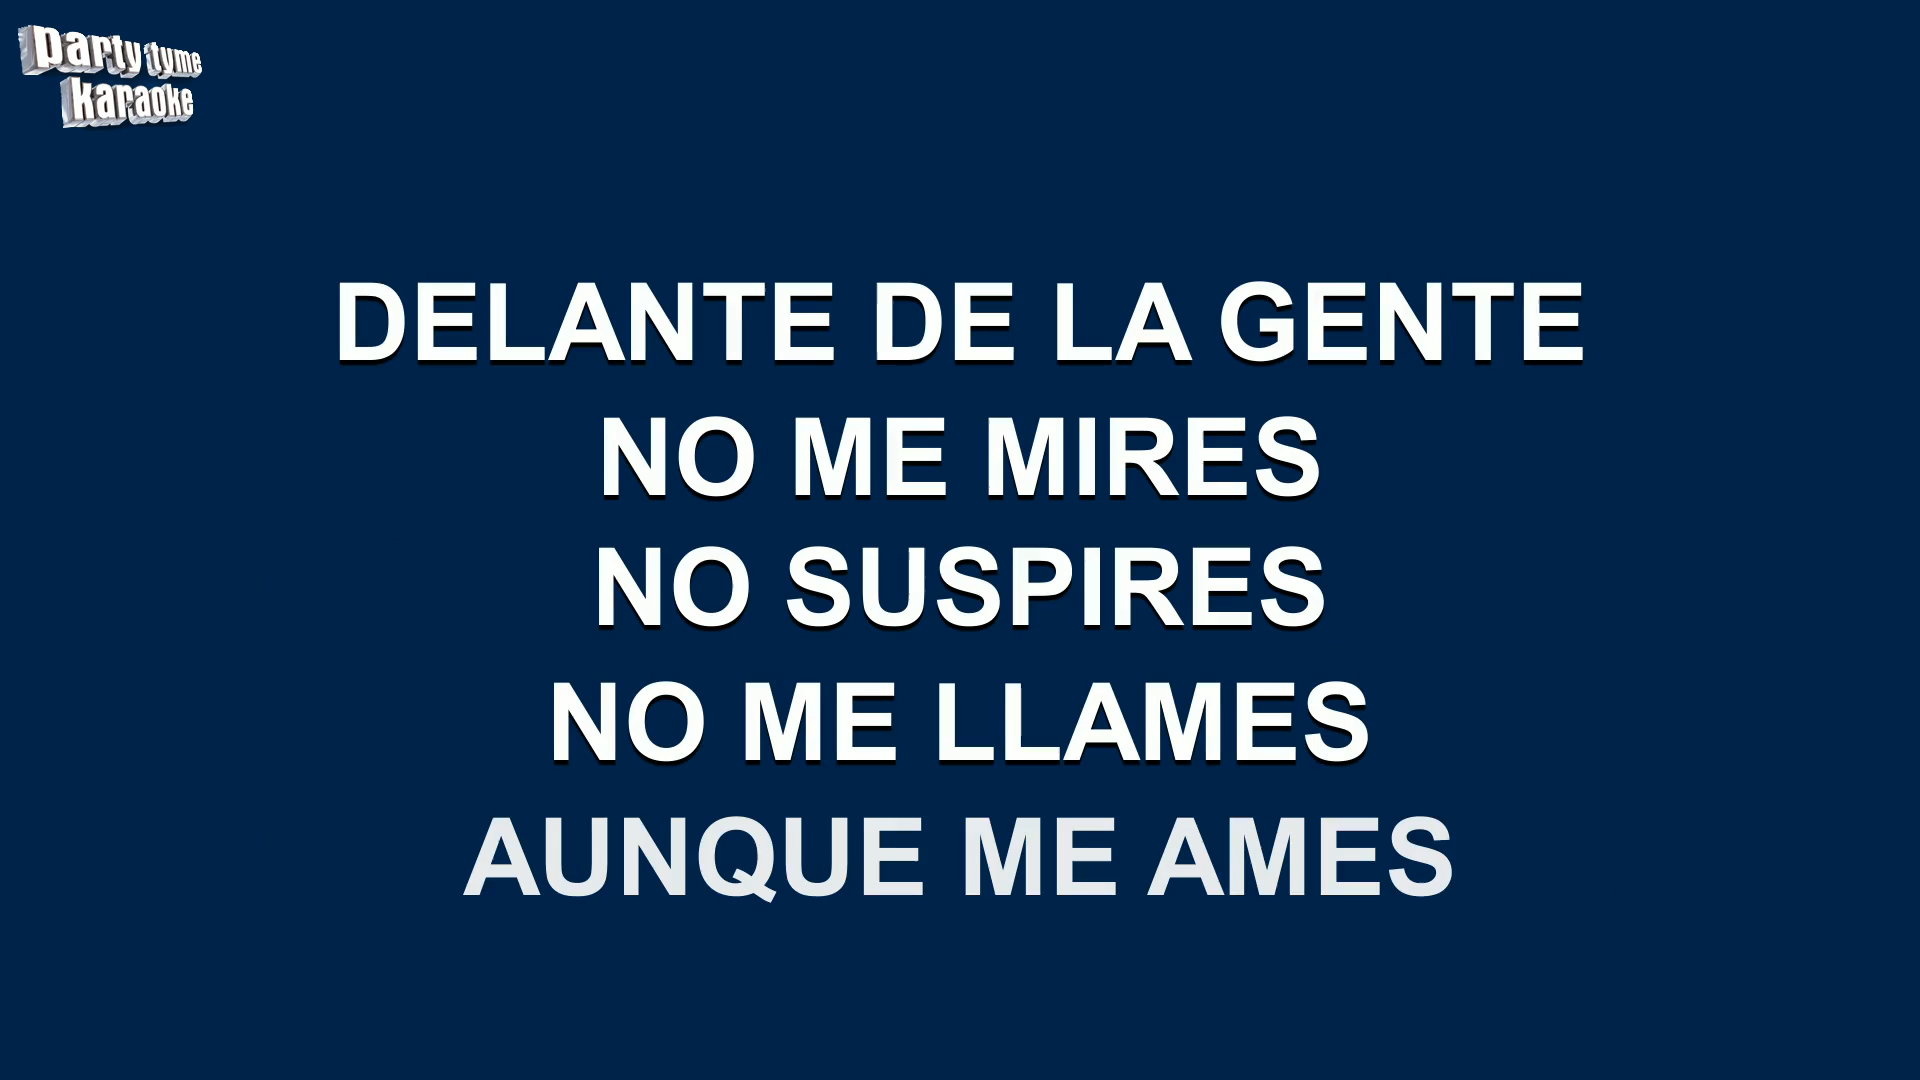 party tyme
karaoke
DELANTE DE LA GENTE
NO ME MIRES
NO SUSPIRES
NO ME LLAMES
AUNQUE ME AMES